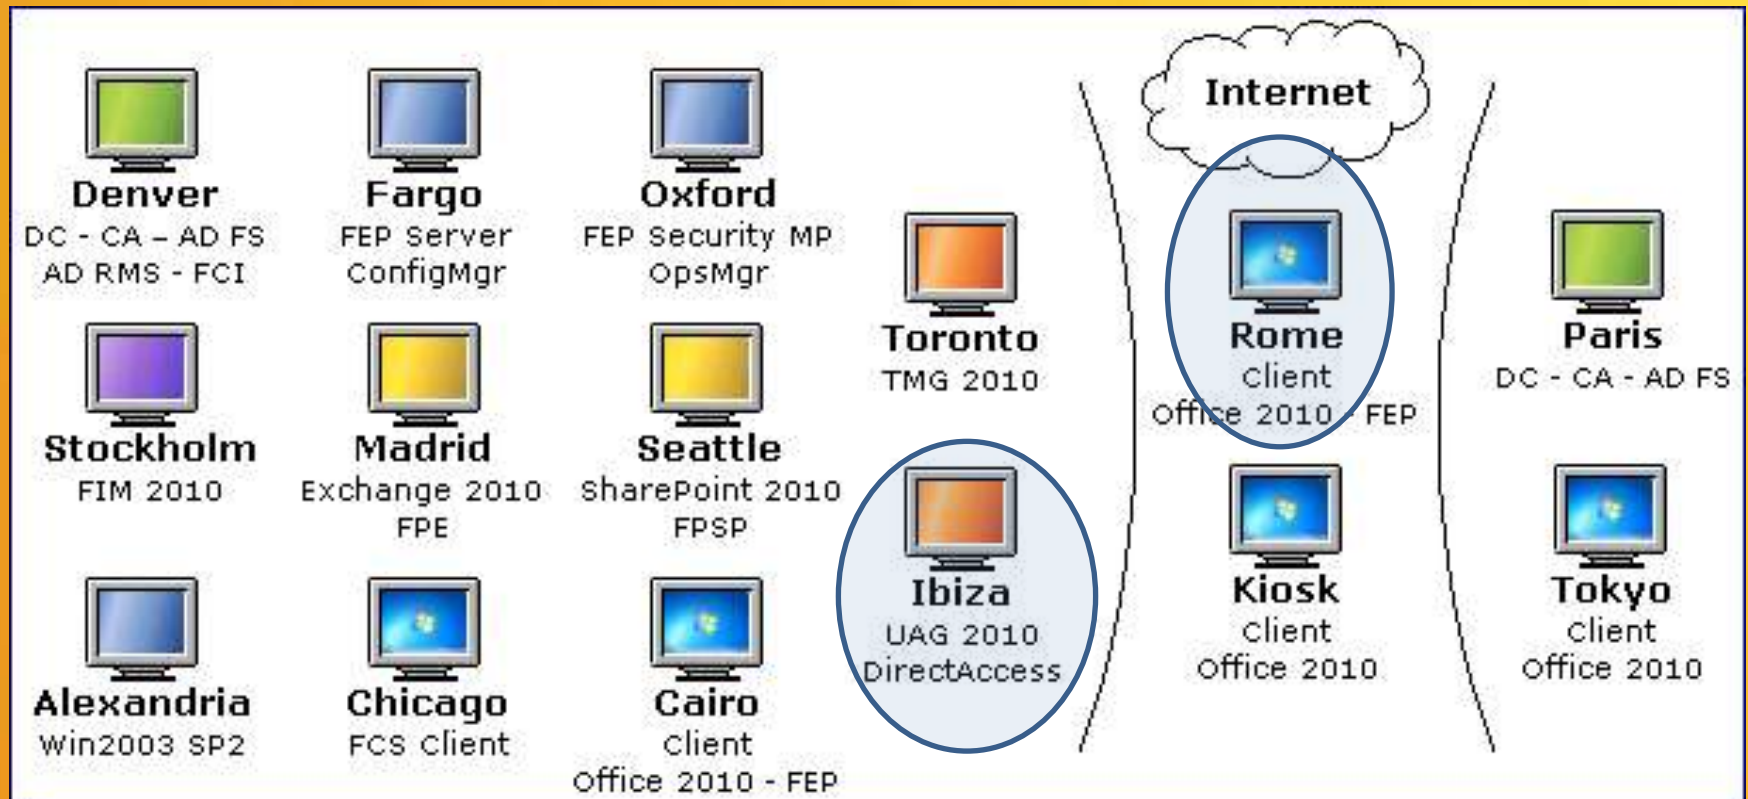 Internet
Denver
DC - CA – AD FS
AD RMS - FCI
Fargo
FEP Server
ConfigMgr
Oxford
FEP Security MP
OpsMgr
Toronto
TMG 2010
Rome
Client
Office 2010 - FEP
Paris
DC - CA - AD FS
Stockholm
FIM 2010
Madrid
Exchange 2010
FPE
Seattle
SharePoint 2010
FPSP
Ibiza
UAG 2010
DirectAccess
Kiosk
Client
Office 2010
Tokyo
Client
Office 2010
Alexandria
Win2003 SP2
Chicago
FCS Client
Cairo
Client
Office 2010 - FEP